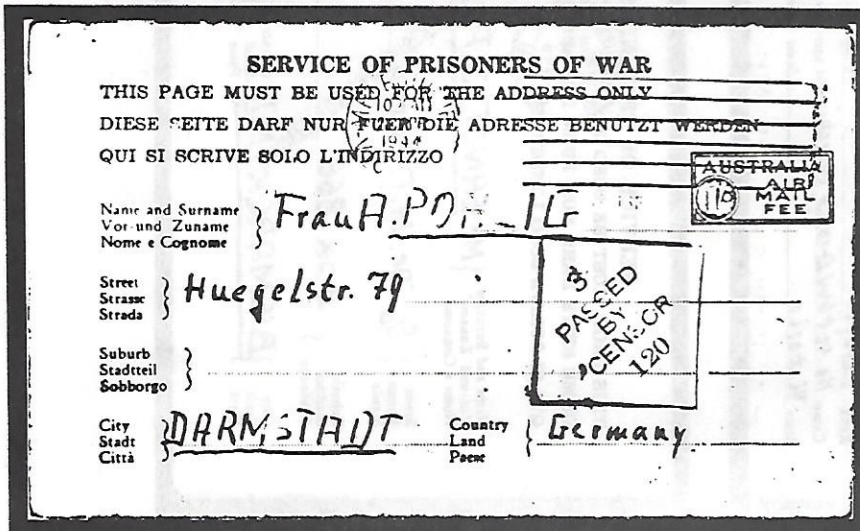 SERVICE OF PRISONERS OF WAR
THIS PAGE MUST BE USED FOR THE ADDRESS ONLY
DIESE SEITE DARF NUR FUER DIE ADRESSE BENUTZT WERDEN
QUI SI SCRIVE SOLO L'INDIRIZZO
1944
AUSTRALIA
AIR
MAIL
FEE
Name and Surname
Vor- und Zuname
Nome e Cognome
Frau A.
Street
Strasse
Strada
Huegelstr. 79
3
PASSED
BY
CENSOR
120
Suburb
Stadtteil
Sobborgo
City
Stadt
Città
DARMSTADT
Country
Land
Paese
Germany